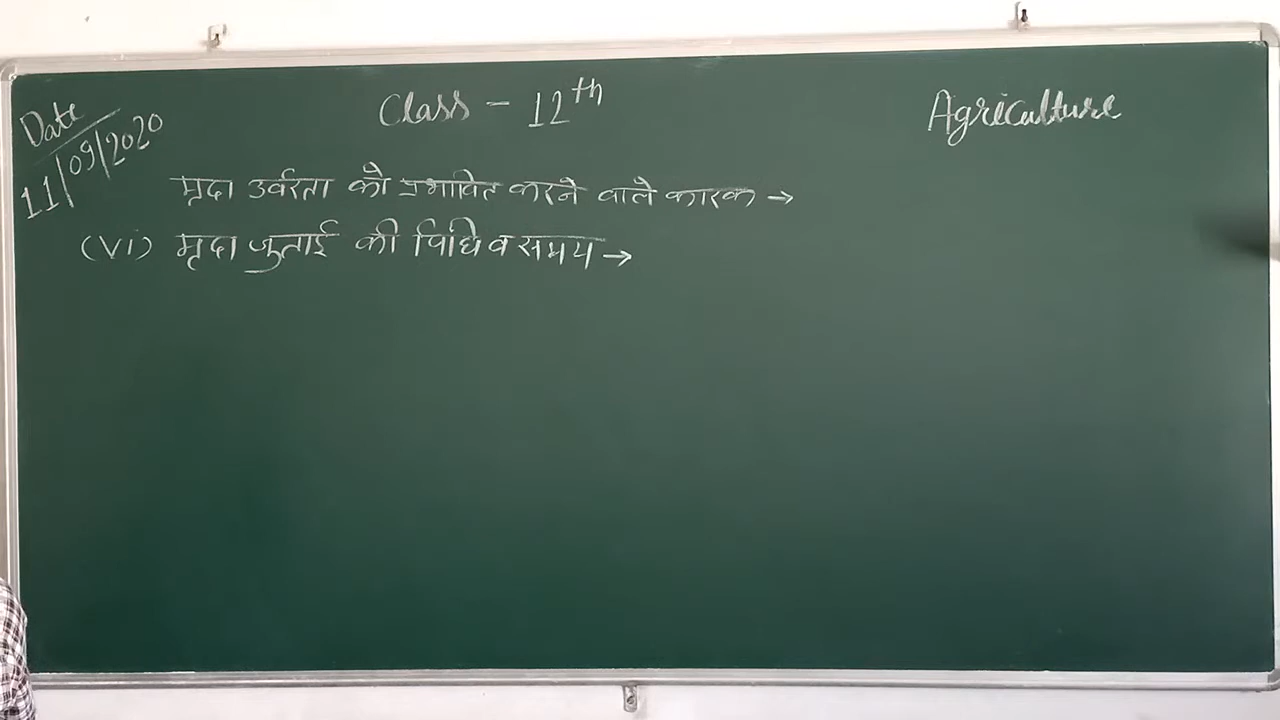 Date 11/09/2020
Class - 12th
Agriculture
मृदा उर्वरता को प्रभावित करने वाले कारक →
(vi) मृदा जुताई की विधि व समय →